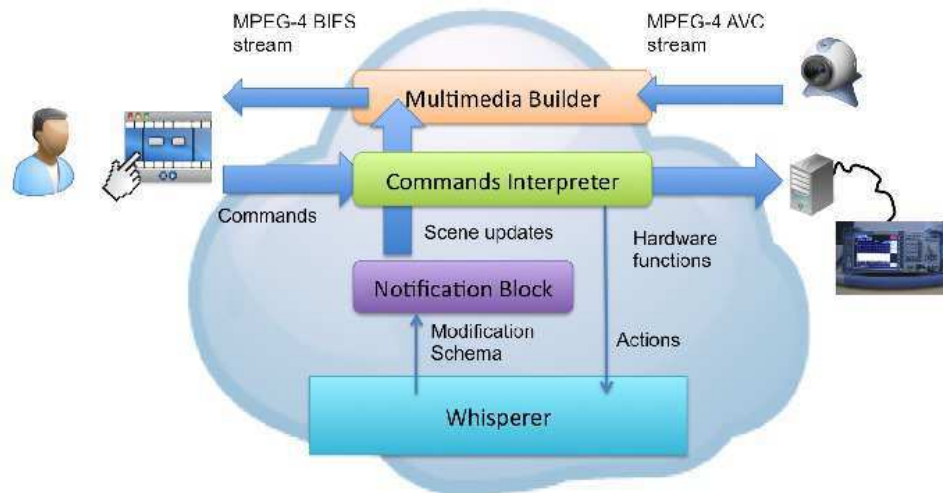 MPEG-4 BIFS
stream
MPEG-4 AVC
stream
Multimedia Builder
Commands Interpreter
Commands
Scene updates
Hardware
functions
Notification Block
Modification
Schema
Actions
Whisperer